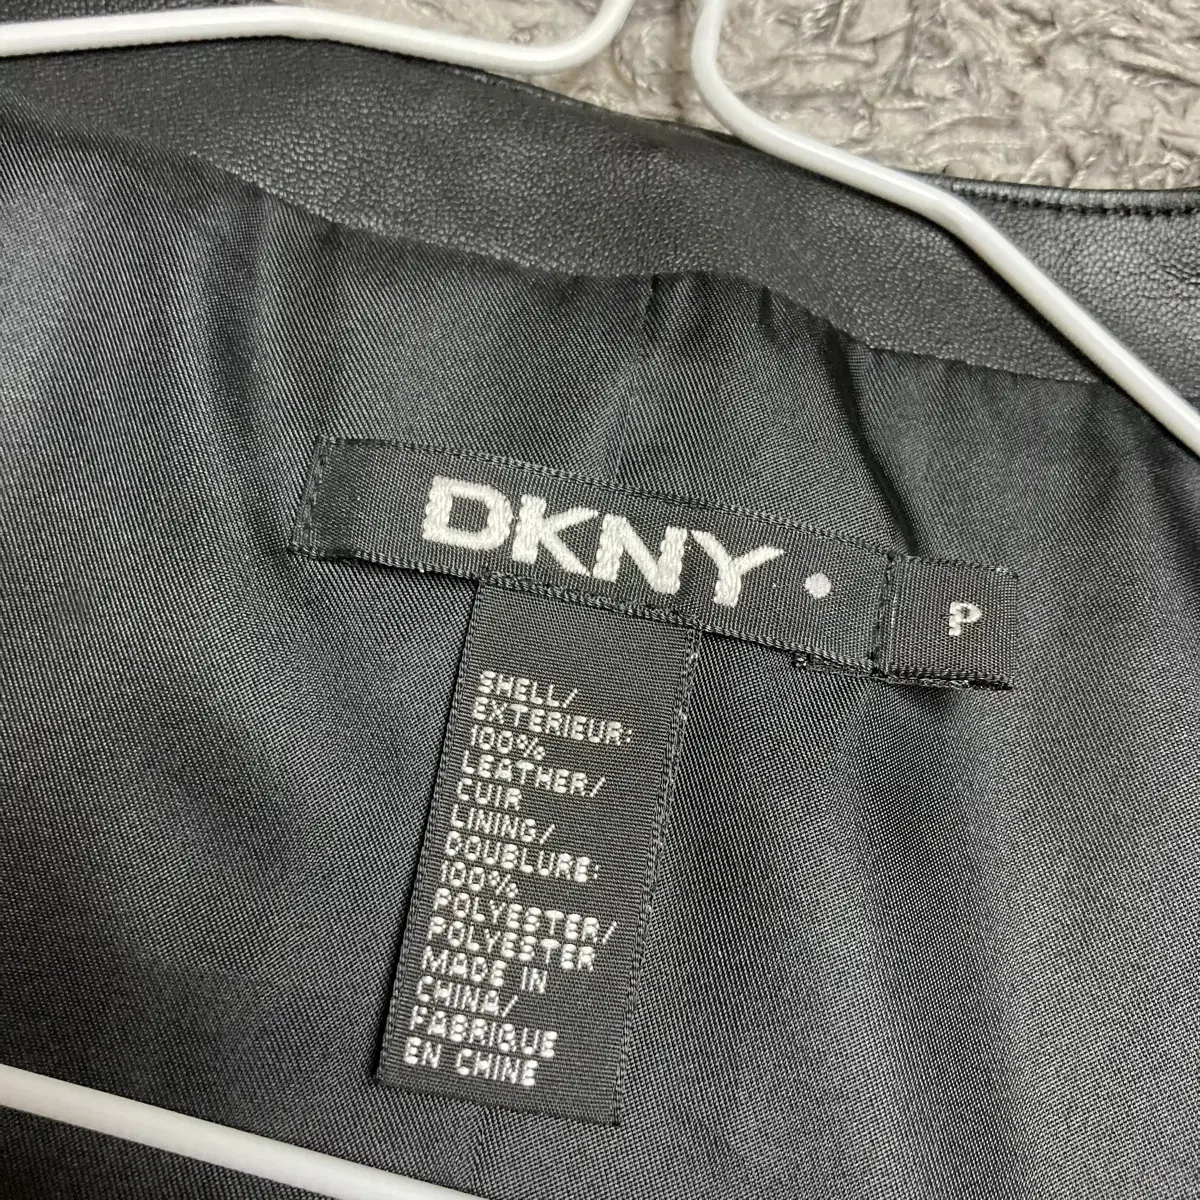 DKNY
P
SHELL/
EXTERIEUR:
100%
LEATHER/
CUIR
LINING/
DOUBLURE:
100%
POLYESTER/
POLYESTER
MADE IN
CHINA/
FABRIQUE
EN CHINE